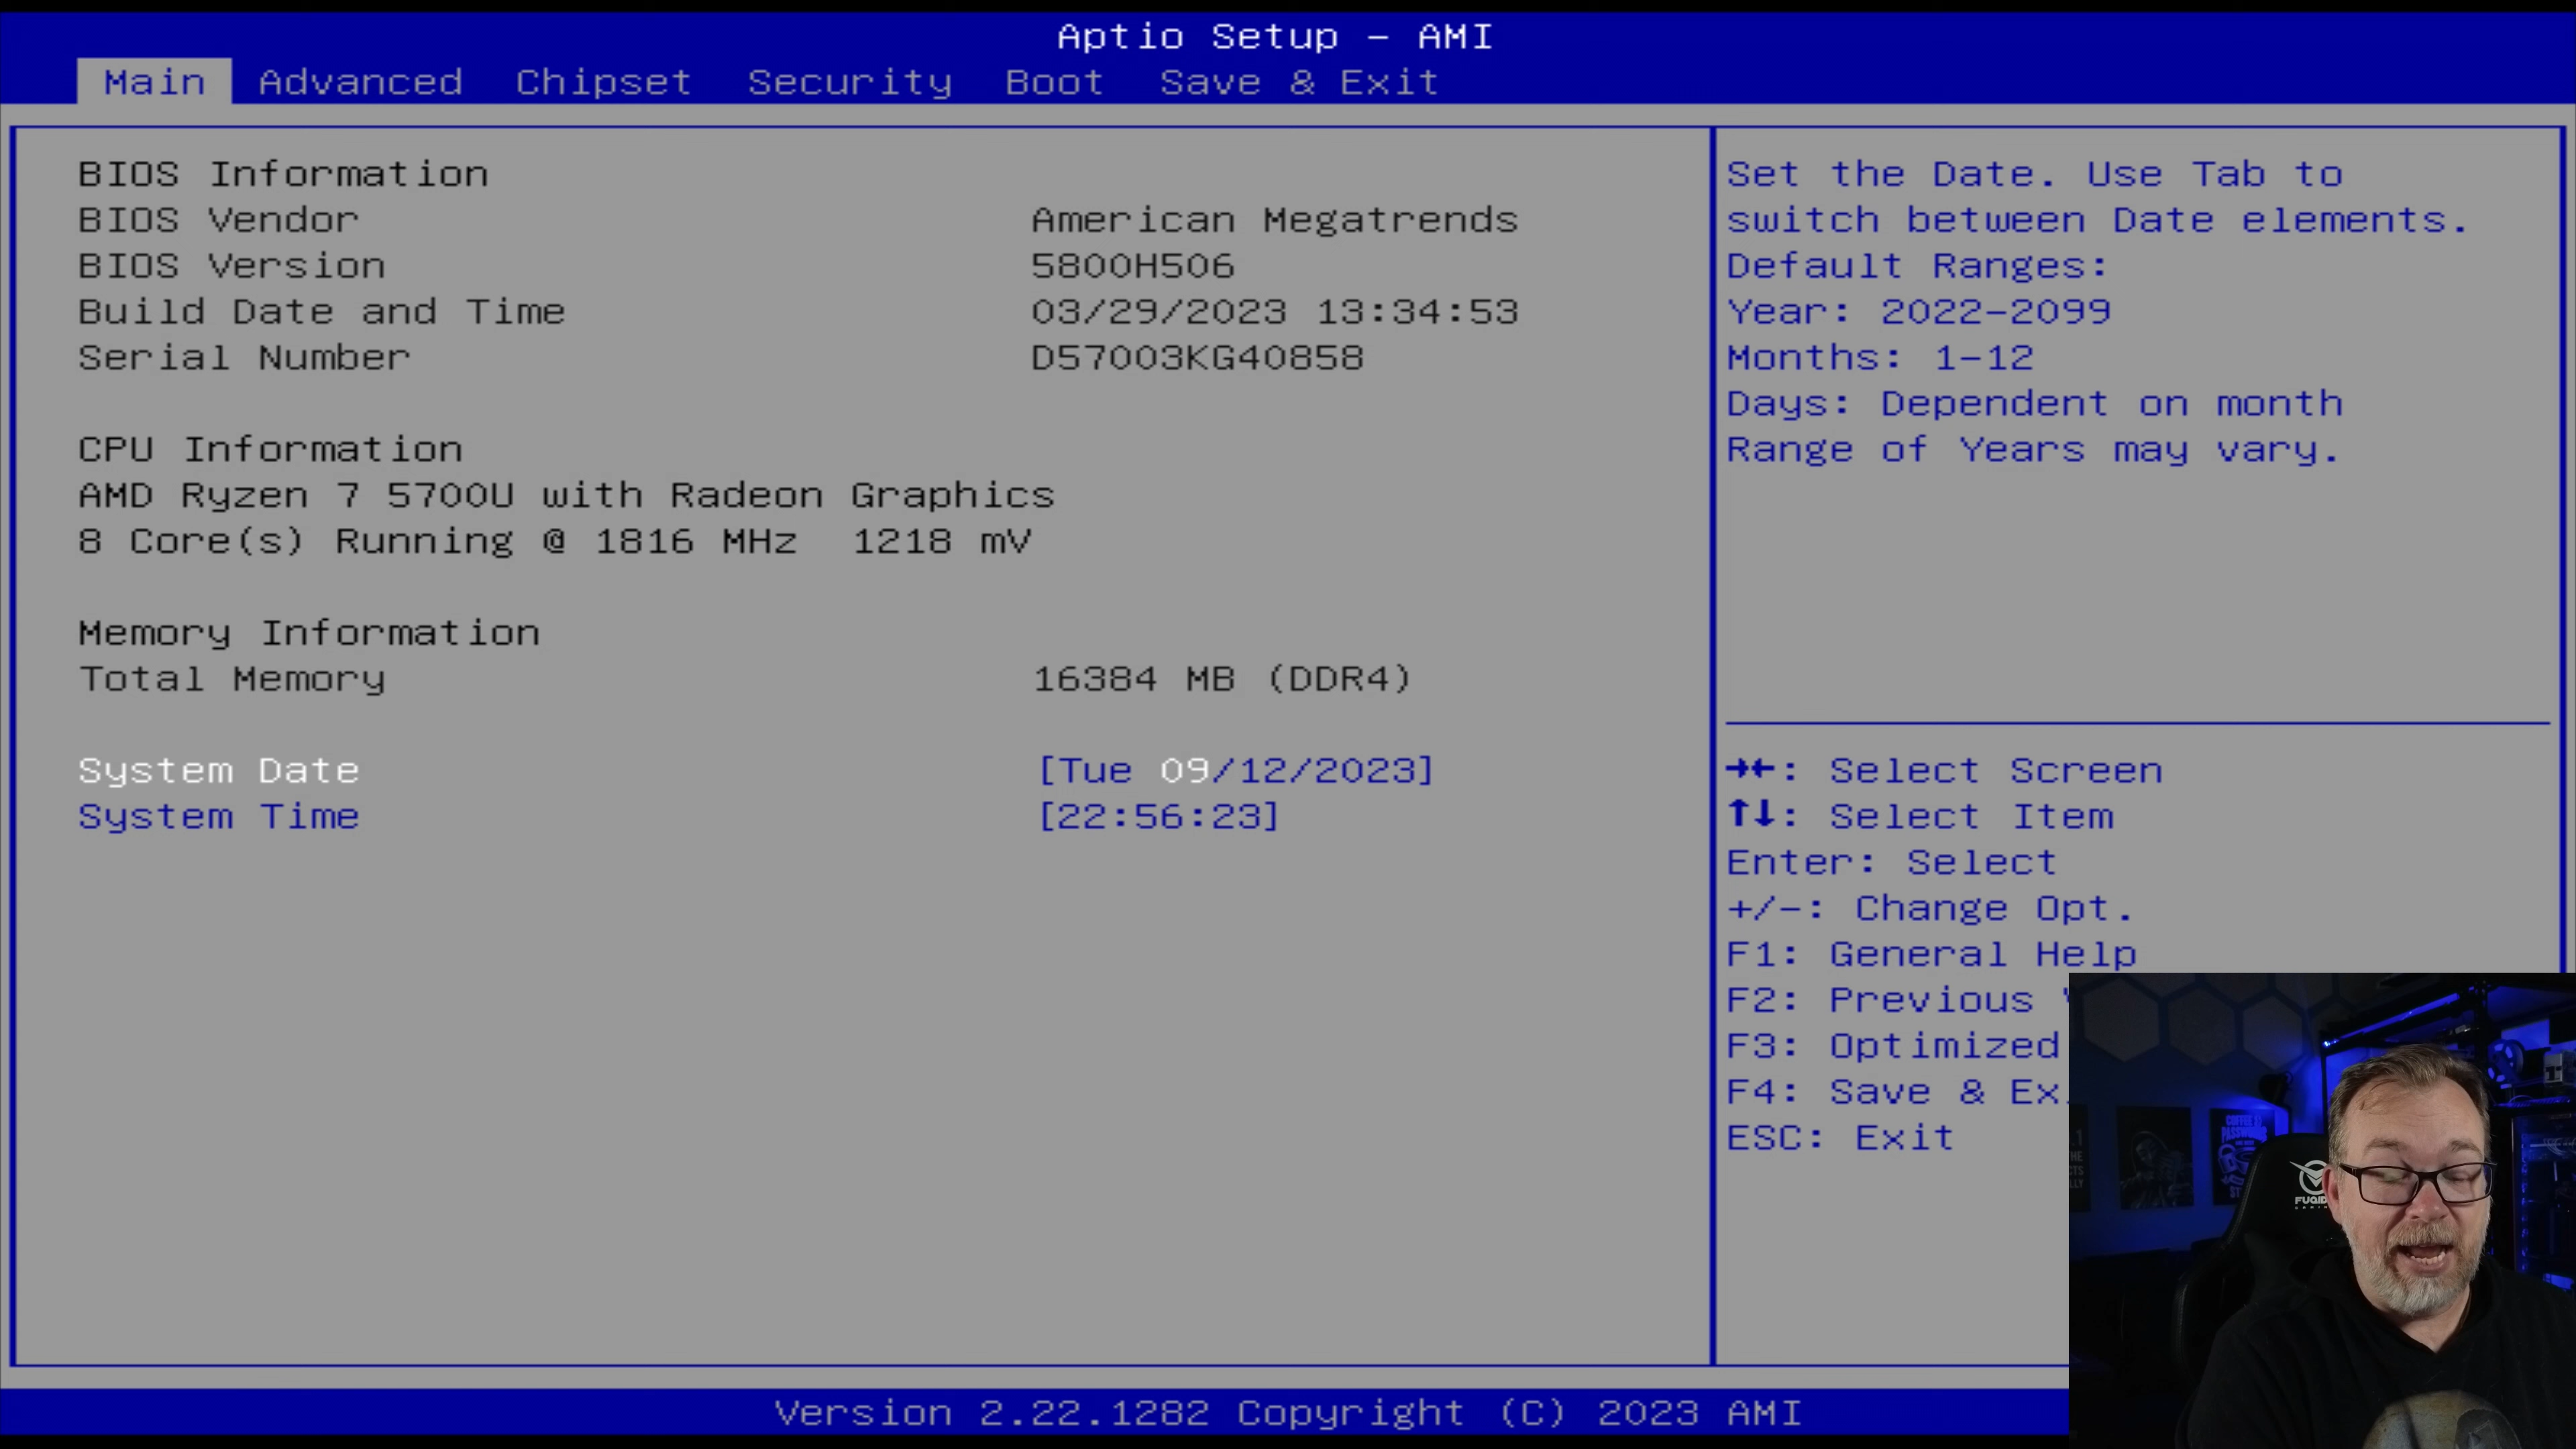 Aptio Setup – AMI
Main Advanced Chipset Security Boot Save & Exit
BIOS Information
BIOS Vendor American Megatrends
BIOS Version 5800H506
Build Date and Time 03/29/2023 13:34:53
Serial Number D57003KG40858
CPU Information
AMD Ryzen 7 5700U with Radeon Graphics
8 Core(s) Running @ 1816 MHz 1218 mV
Memory Information
Total Memory 16384 MB (DDR4)
System Date [Tue 09/12/2023]
System Time [22:56:23]
Set the Date. Use Tab to
switch between Date elements.
Default Ranges:
Year: 2022–2099
Months: 1–12
Days: Dependent on month
Range of Years may vary.
→←: Select Screen
↑↓: Select Item
Enter: Select
+/–: Change Opt.
F1: General Help
F2: Previous
F3: Optimized
F4: Save & Ex
ESC: Exit
Version 2.22.1282 Copyright (C) 2023 AMI